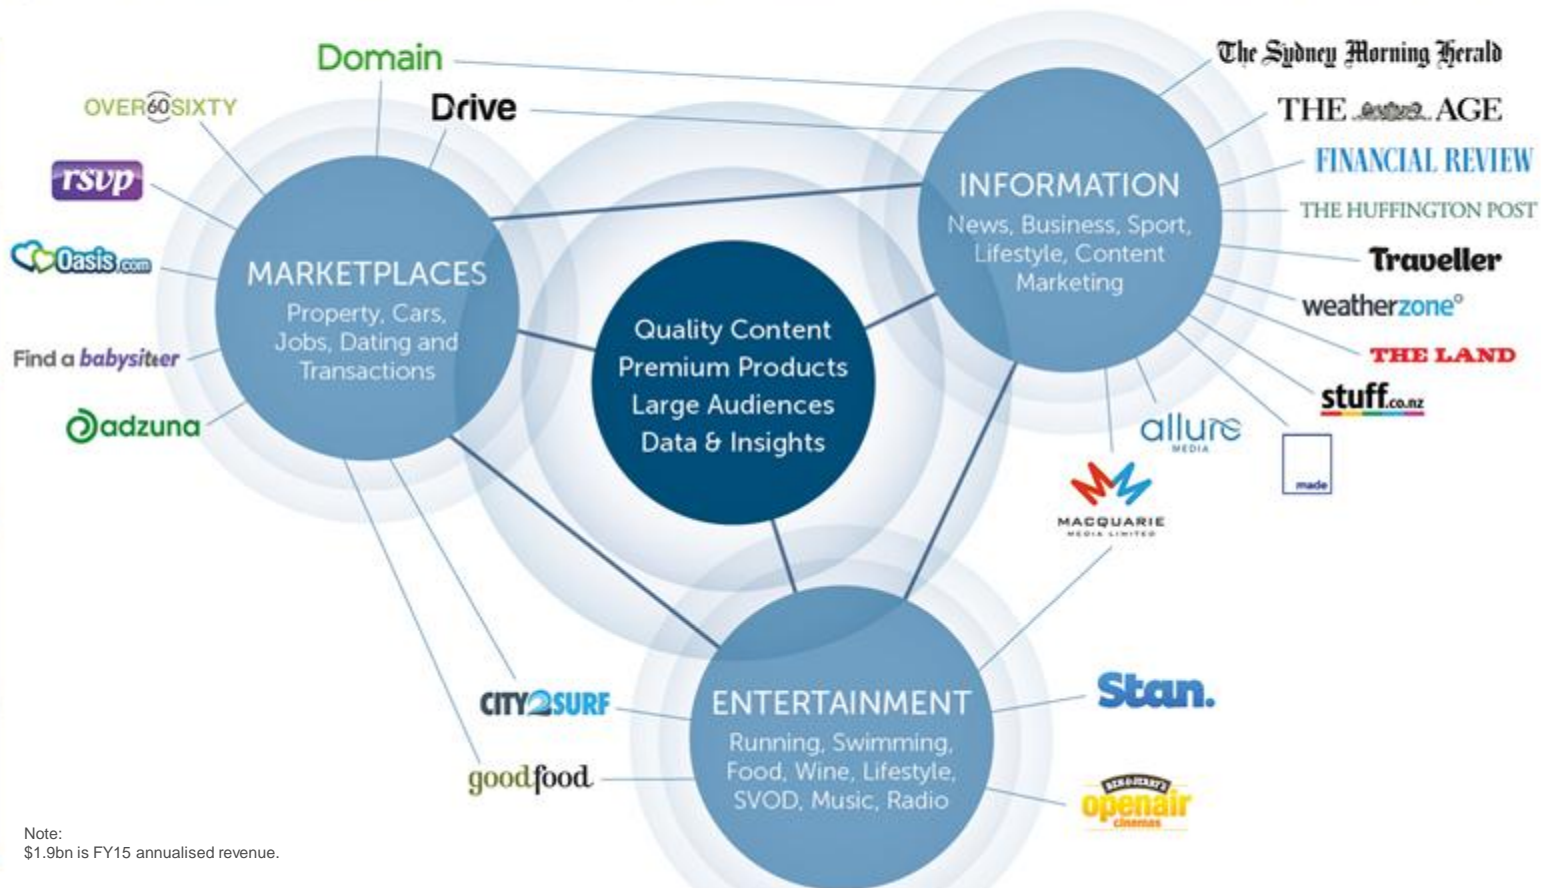 Domain
Drive
OVER60SIXTY
rsvp
Oasis.com
Find a babysitter
adzuna
MARKETPLACES
Property, Cars,
Jobs, Dating and
Transactions
Quality Content
Premium Products
Large Audiences
Data & Insights
INFORMATION
News, Business, Sport,
Lifestyle, Content
Marketing
The Sydney Morning Herald
THE AGE
FINANCIAL REVIEW
THE HUFFINGTON POST
Traveller
weatherzone°
THE LAND
stuff.co.nz
made
allure
MEDIA
MACQUARIE
MEDIA LIMITED
ENTERTAINMENT
Running, Swimming,
Food, Wine, Lifestyle,
SVOD, Music, Radio
CITY2SURF
goodfood
Stan.
BEN & JERRY'S
openair
cinemas
Note:
$1.9bn is FY15 annualised revenue.